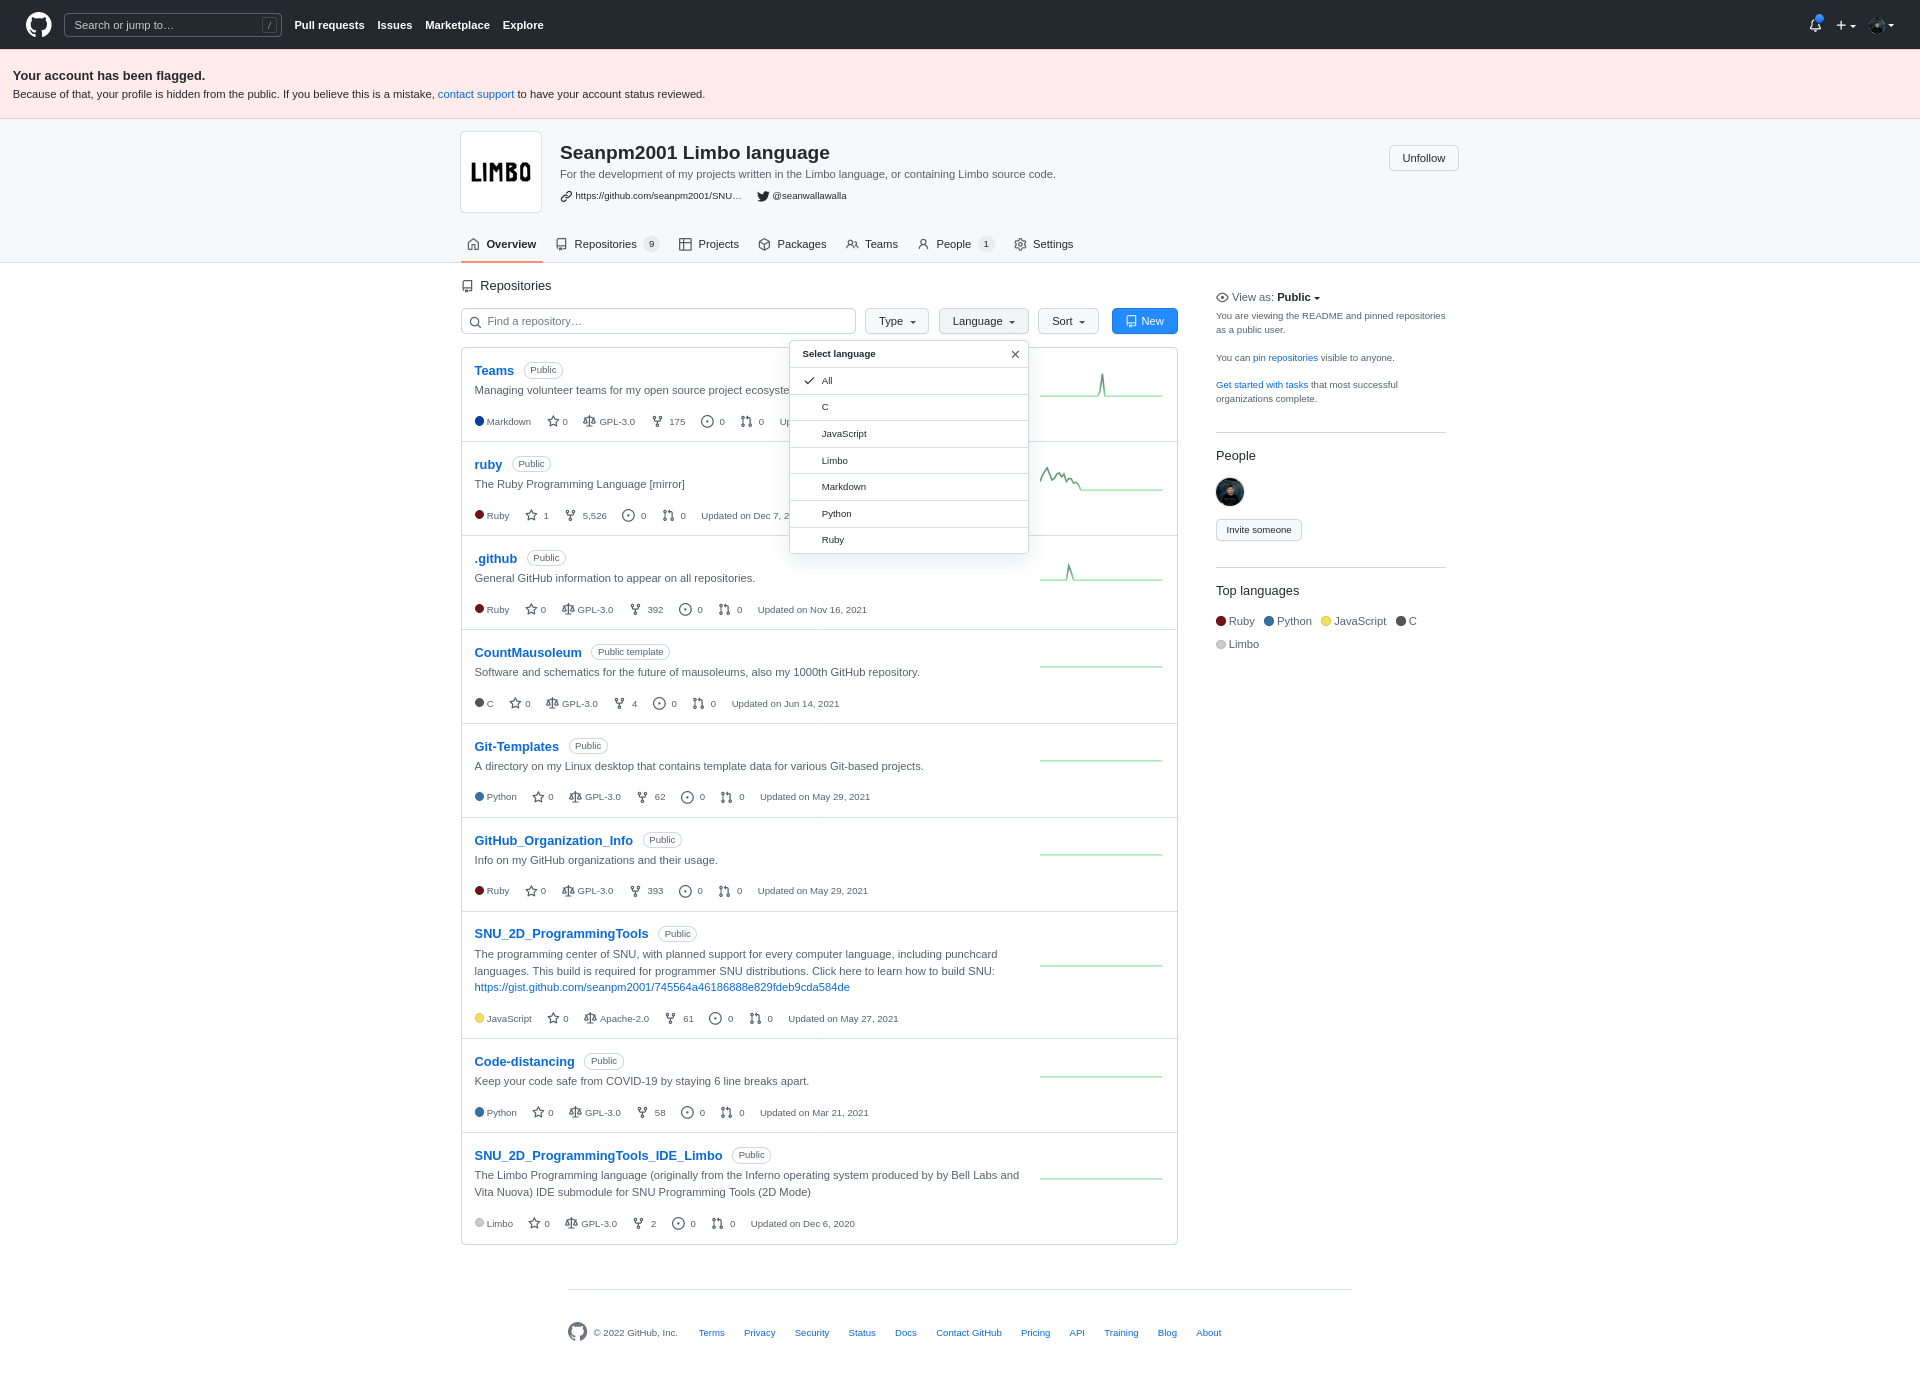 Search or jump to…
/
Pull requests
Issues
Marketplace
Explore
Your account has been flagged.
Because of that, your profile is hidden from the public. If you believe this is a mistake, contact support to have your account status reviewed.
LIMBO
Seanpm2001 Limbo language
For the development of my projects written in the Limbo language, or containing Limbo source code.
https://github.com/seanpm2001/SNU…
@seanwallawalla
Unfollow
Overview
Repositories 9
Projects
Packages
Teams
People 1
Settings
Repositories
Find a repository…
Type
Language
Sort
New
Select language
All
C
JavaScript
Limbo
Markdown
Python
Ruby
Teams Public
Managing volunteer teams for my open source project ecosyste
Markdown 0 GPL-3.0 175 0 0
ruby Public
The Ruby Programming Language [mirror]
Ruby 1 5,526 0 0 Updated on Dec 7, 2
.github Public
General GitHub information to appear on all repositories.
Ruby 0 GPL-3.0 392 0 0 Updated on Nov 16, 2021
CountMausoleum Public template
Software and schematics for the future of mausoleums, also my 1000th GitHub repository.
C 0 GPL-3.0 4 0 0 Updated on Jun 14, 2021
Git-Templates Public
A directory on my Linux desktop that contains template data for various Git-based projects.
Python 0 GPL-3.0 62 0 0 Updated on May 29, 2021
GitHub_Organization_Info Public
Info on my GitHub organizations and their usage.
Ruby 0 GPL-3.0 393 0 0 Updated on May 29, 2021
SNU_2D_ProgrammingTools Public
The programming center of SNU, with planned support for every computer language, including punchcard
languages. This build is required for programmer SNU distributions. Click here to learn how to build SNU:
https://gist.github.com/seanpm2001/745564a46186888e829fdeb9cda584de
JavaScript 0 Apache-2.0 61 0 0 Updated on May 27, 2021
Code-distancing Public
Keep your code safe from COVID-19 by staying 6 line breaks apart.
Python 0 GPL-3.0 58 0 0 Updated on Mar 21, 2021
SNU_2D_ProgrammingTools_IDE_Limbo Public
The Limbo Programming language (originally from the Inferno operating system produced by by Bell Labs and
Vita Nuova) IDE submodule for SNU Programming Tools (2D Mode)
Limbo 0 GPL-3.0 2 0 0 Updated on Dec 6, 2020
View as: Public
You are viewing the README and pinned repositories
as a public user.
You can pin repositories visible to anyone.
Get started with tasks that most successful
organizations complete.
People
Invite someone
Top languages
Ruby Python JavaScript C
Limbo
© 2022 GitHub, Inc.
Terms
Privacy
Security
Status
Docs
Contact GitHub
Pricing
API
Training
Blog
About